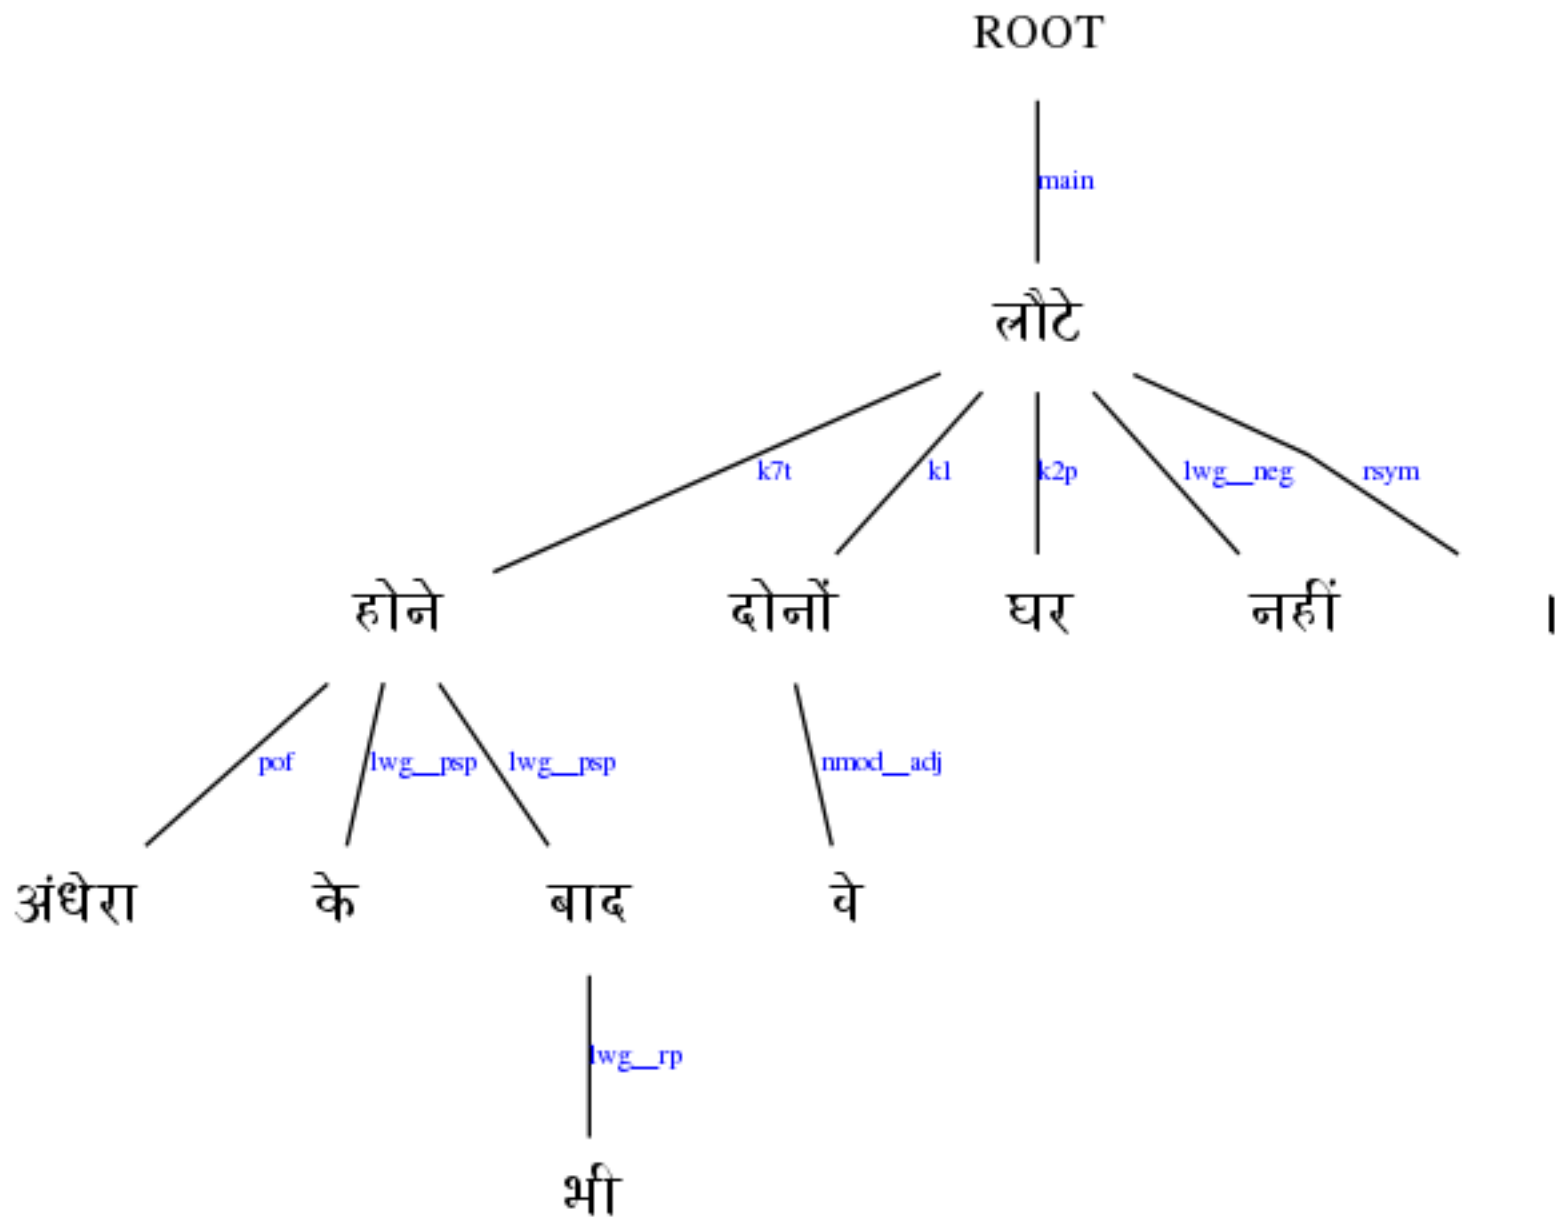 ROOT
main
लौटे
k7t k1 k2p lwg__neg rsym
होने दोनों घर नहीं ।
pof lwg__psp lwg__psp nmod__adj
अंधेरा के बाद वे
lwg__rp
भी